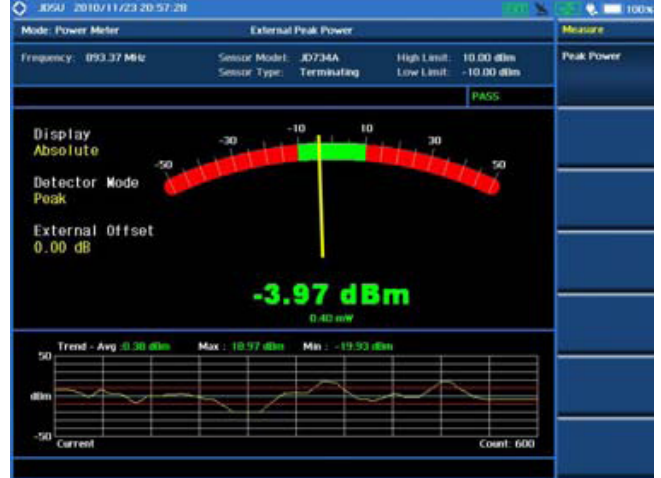 JDSU 2010/11/23 20:57:28
100%
Mode: Power Meter External Peak Power Measure
Frequency: 893.37 MHz Sensor Model: JD734A High Limit: 10.00 dBm Peak Power
Sensor Type: Terminating Low Limit: -10.00 dBm
PASS
Display
Absolute
Detector Mode
Peak
External Offset
0.00 dB
-50 -30 -10 10 30 50
-3.97 dBm
0.40 mW
Trend - Avg :0.38 dBm Max : 18.97 dBm Min : -19.93 dBm
50
dBm
-50
Current Count: 600